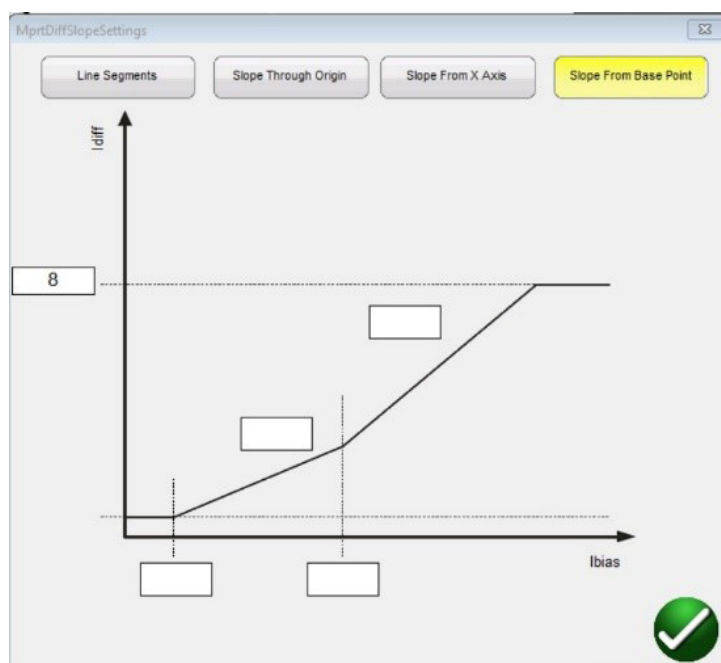 MprtDiffSlopeSettings
Line Segments
Slope Through Origin
Slope From X Axis
Slope From Base Point
Idiff
8
Ibias